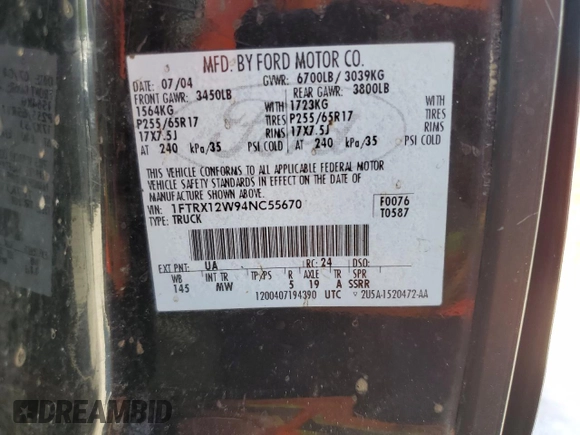 MFD. BY FORD MOTOR CO.
DATE: 07/04 GVWR: 6700LB/ 3039KG
FRONT GAWR: 3450LB REAR GAWR: 3800LB
1564KG WITH 1723KG WITH
P255/65R17 TIRES P255/65R17 TIRES
17X7.5J RIMS 17X7.5J RIMS
AT 240 kPa/35 PSI COLD AT 240 kPa/35 PSI COLD
THIS VEHICLE CONFORMS TO ALL APPLICABLE FEDERAL MOTOR
VEHICLE SAFETY STANDARDS IN EFFECT ON THE DATE OF
MANUFACTURE SHOWN ABOVE.
VIN: 1FTRX12W94NC55670 F0076
TYPE: TRUCK T0587
EXT PNT: UA RC: 24 DSO:
WB INT TR TP/PS R AXLE TR SPR
145 MW 5 19 A SSRR
1200407194390 UTC 2U5A-1520472-AA
DREAMBID